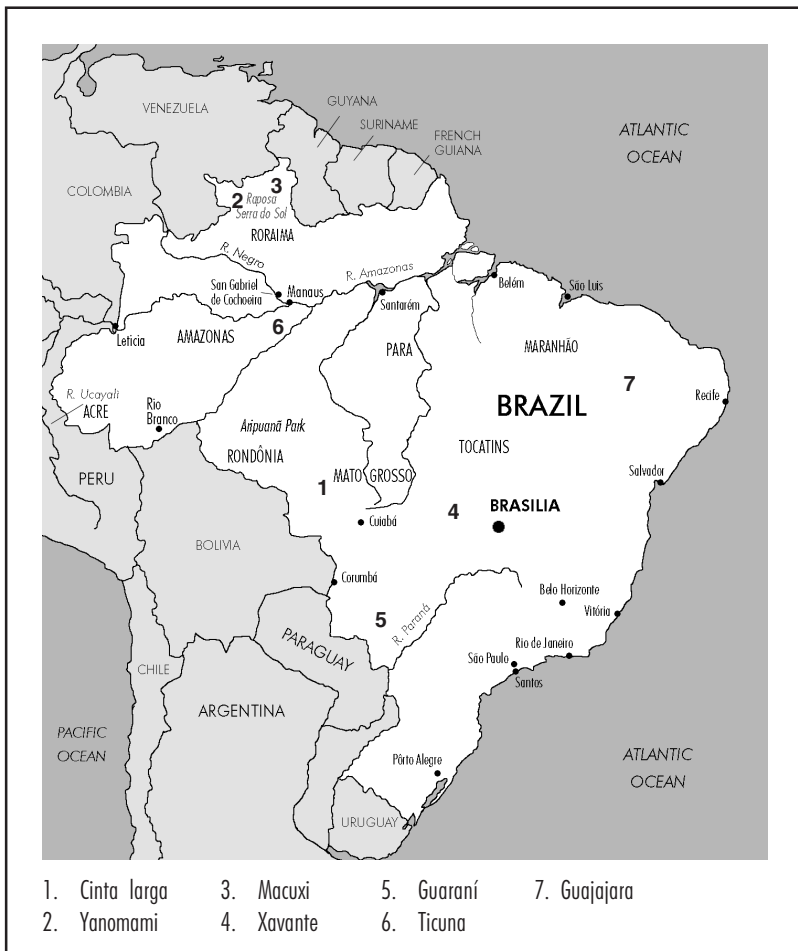 VENEZUELA
GUYANA
SURINAME
FRENCH
GUIANA
ATLANTIC
OCEAN
COLOMBIA
3
2
Raposa
Serra do Sol
RORAIMA
R. Negro
R. Amazonas
San Gabriel
de Cochoeira
Manaus
Santarém
Belém
São Luis
Leticia
AMAZONAS
6
PARA
MARANHÃO
7
R. Ucayali
ACRE
Rio
Branco
Aripuanã Park
BRAZIL
Recife
RONDÔNIA
TOCATINS
PERU
1
MATO GROSSO
Salvador
4
BRASILIA
Cuiabá
BOLIVIA
Corumbá
Belo Horizonte
Vitória
5
R. Paraná
PARAGUAY
Rio de Janeiro
São Paulo
Santos
CHILE
ARGENTINA
PACIFIC
OCEAN
Pôrto Alegre
ATLANTIC
OCEAN
URUGUAY
1. Cinta larga 3. Macuxi 5. Guaraní 7. Guajajara
2. Yanomami 4. Xavante 6. Ticuna